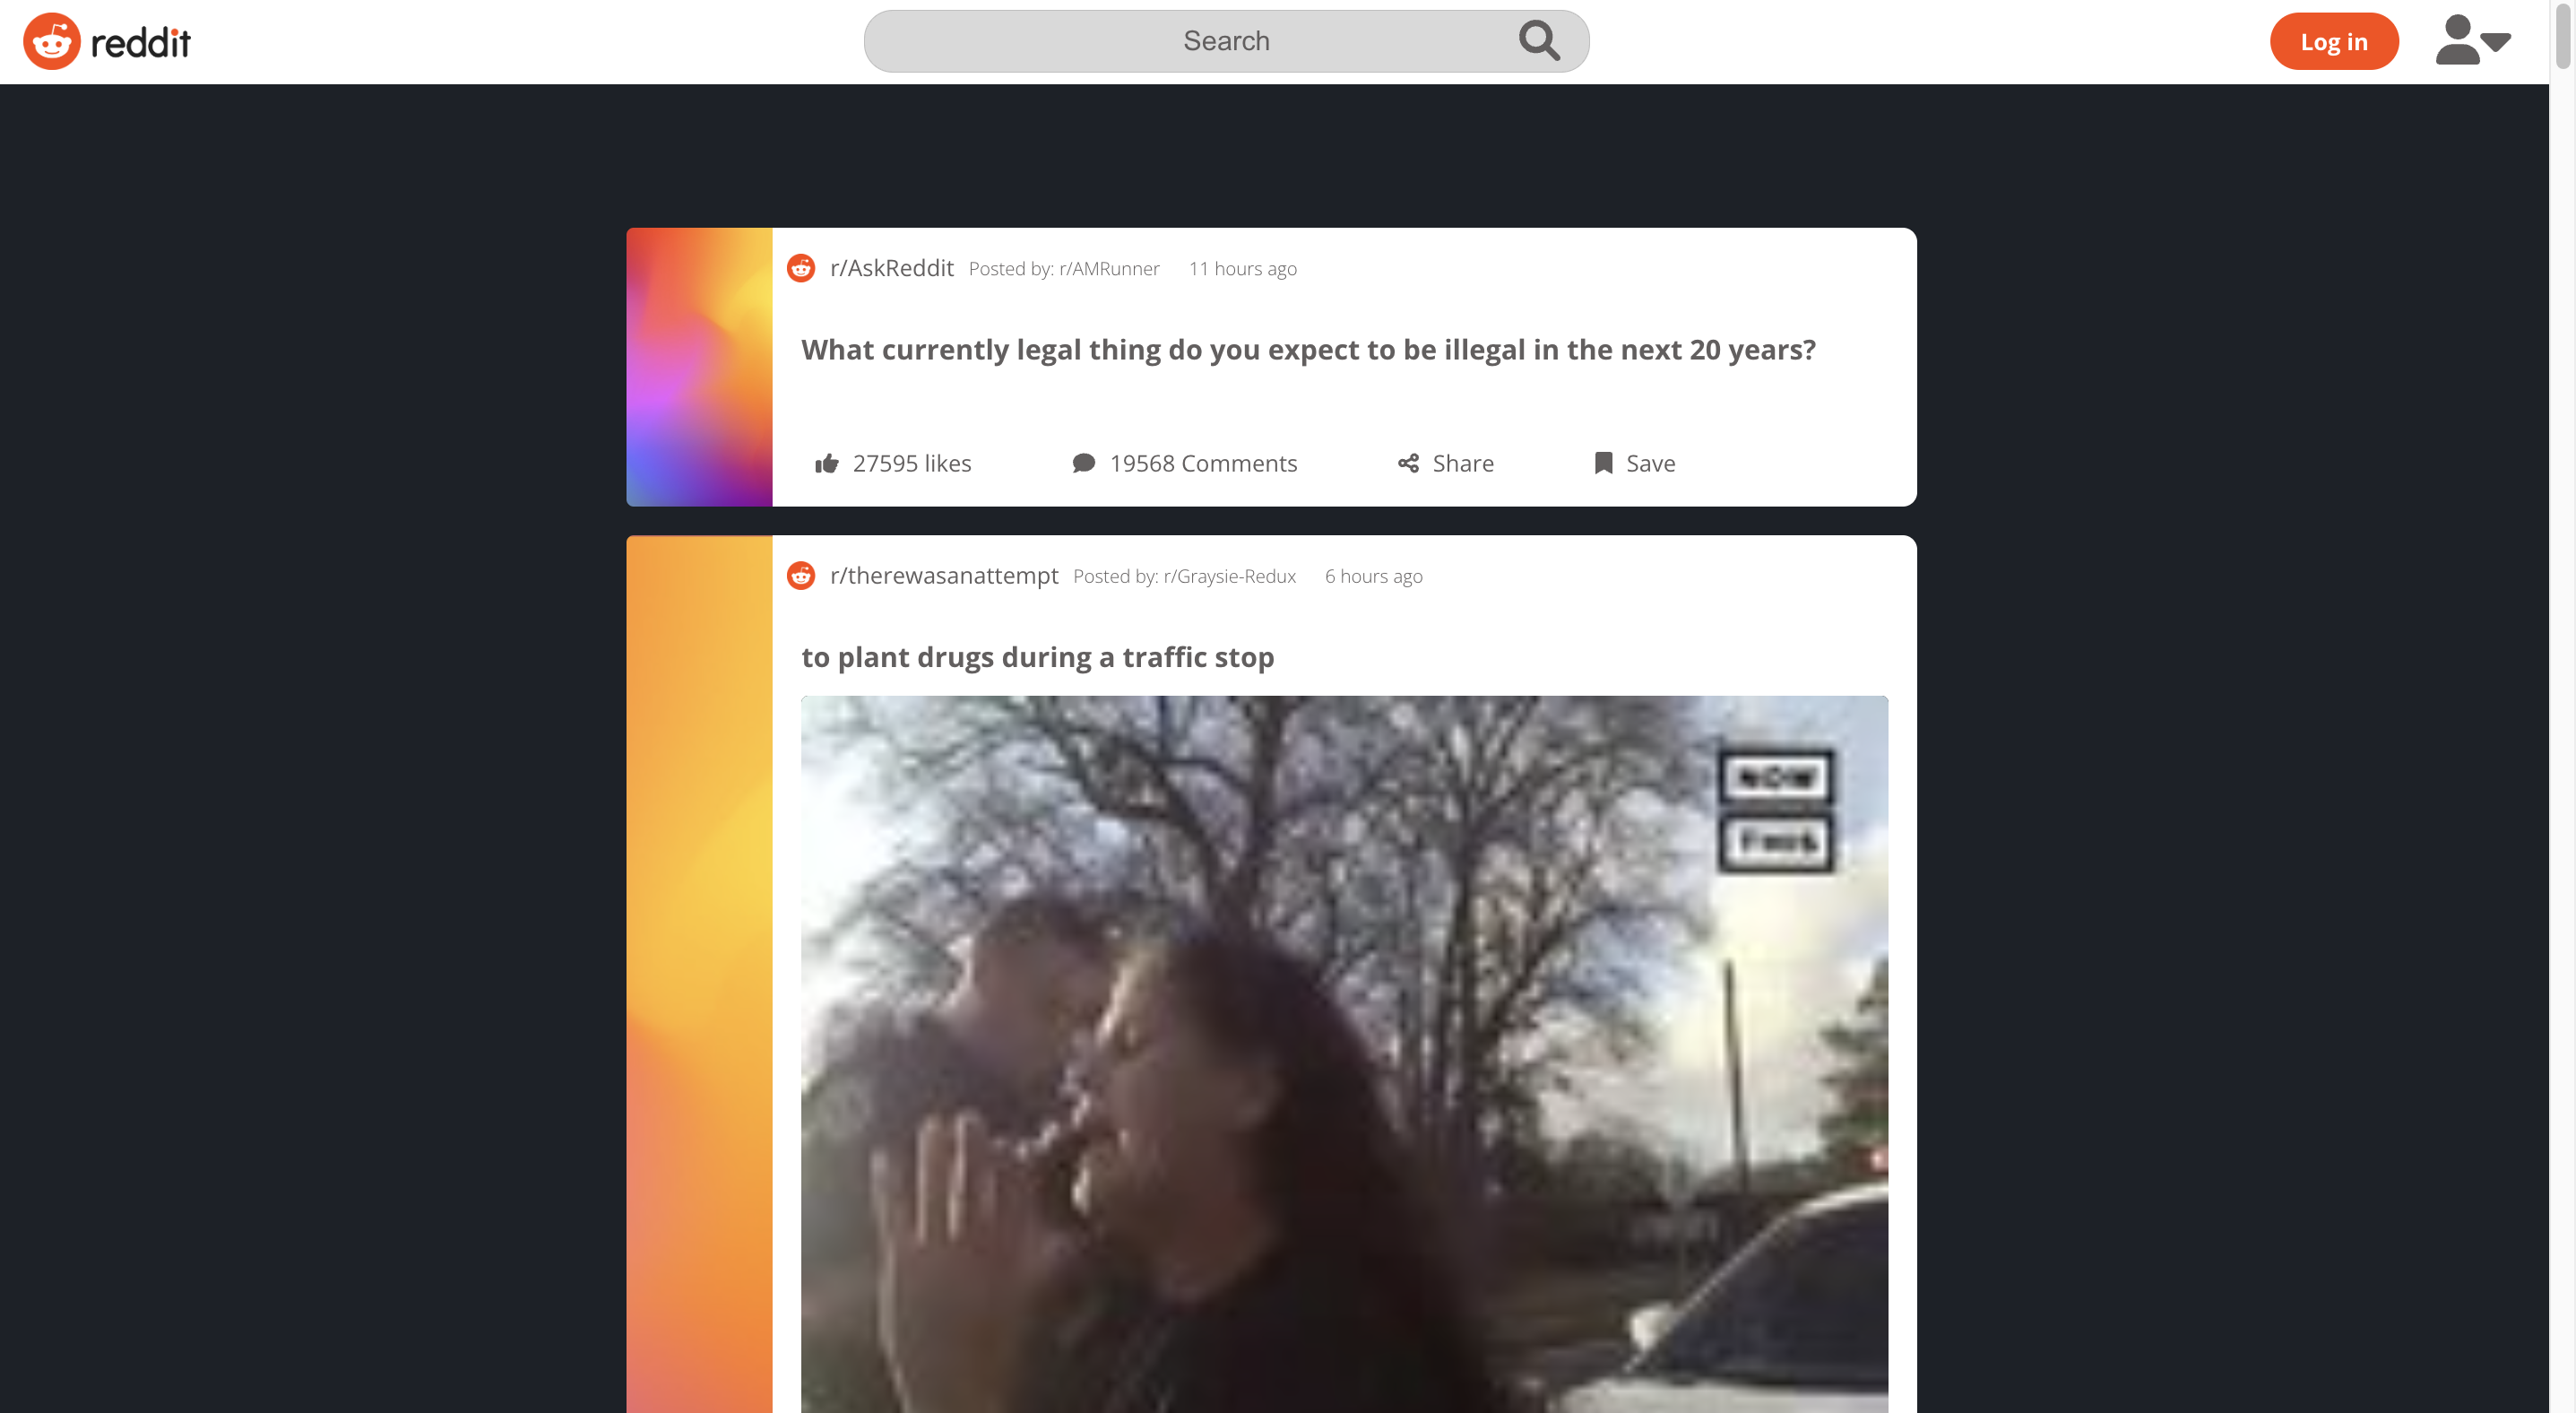 reddit
Search
Log in
r/AskReddit Posted by: r/AMRunner 11 hours ago
What currently legal thing do you expect to be illegal in the next 20 years?
27595 likes 19568 Comments Share Save
r/therewasanattempt Posted by: r/Graysie-Redux 6 hours ago
to plant drugs during a traffic stop
NOW
THIS